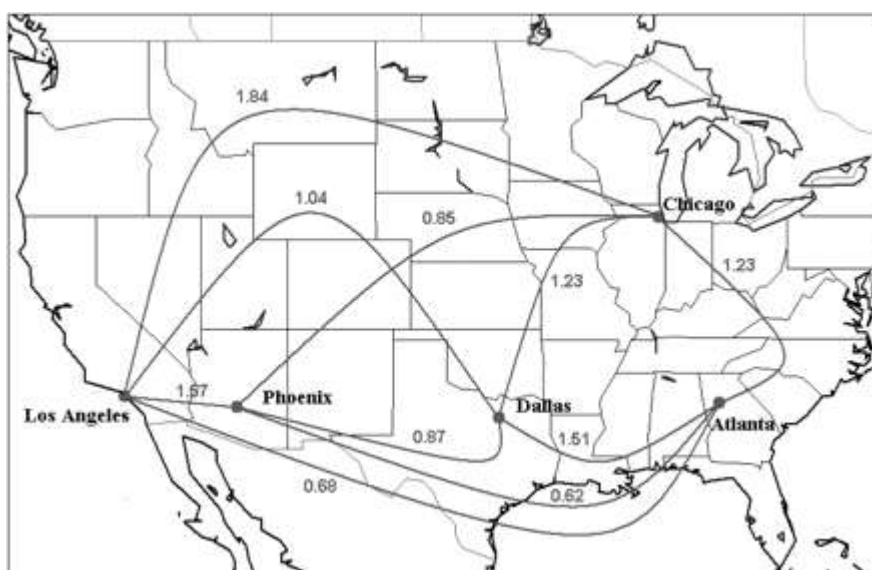 1.84
1.04
0.85
Chicago
1.23
1.23
1.57
Phoenix
Los Angeles
Dallas
Atlanta
0.87
1.51
0.68
0.62